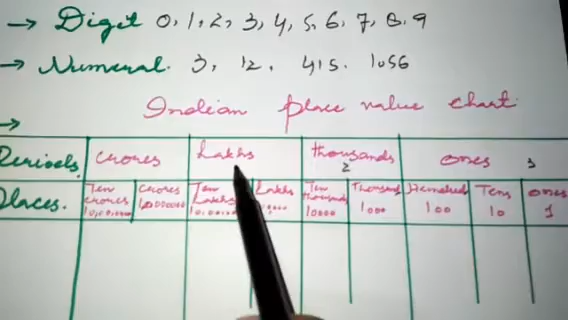 → Digit 0, 1, 2, 3, 4, 5, 6, 7, 8, 9
→ Numeral. 3, 12, 415. 1056
→ Indian place value chart
Periods. Crores Lakhs thousands 2 ones 3
Places. Ten Crores Crores Ten Lakhs Lakhs Ten thousand Thousand Hundred Tens ones
10000 1000 100 10 1